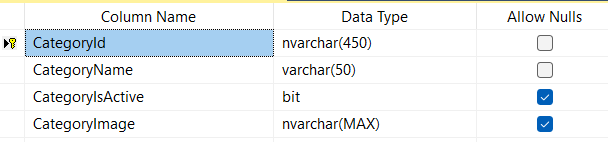 Column Name Data Type Allow Nulls
CategoryId nvarchar(450)
CategoryName varchar(50)
CategoryIsActive bit
CategoryImage nvarchar(MAX)